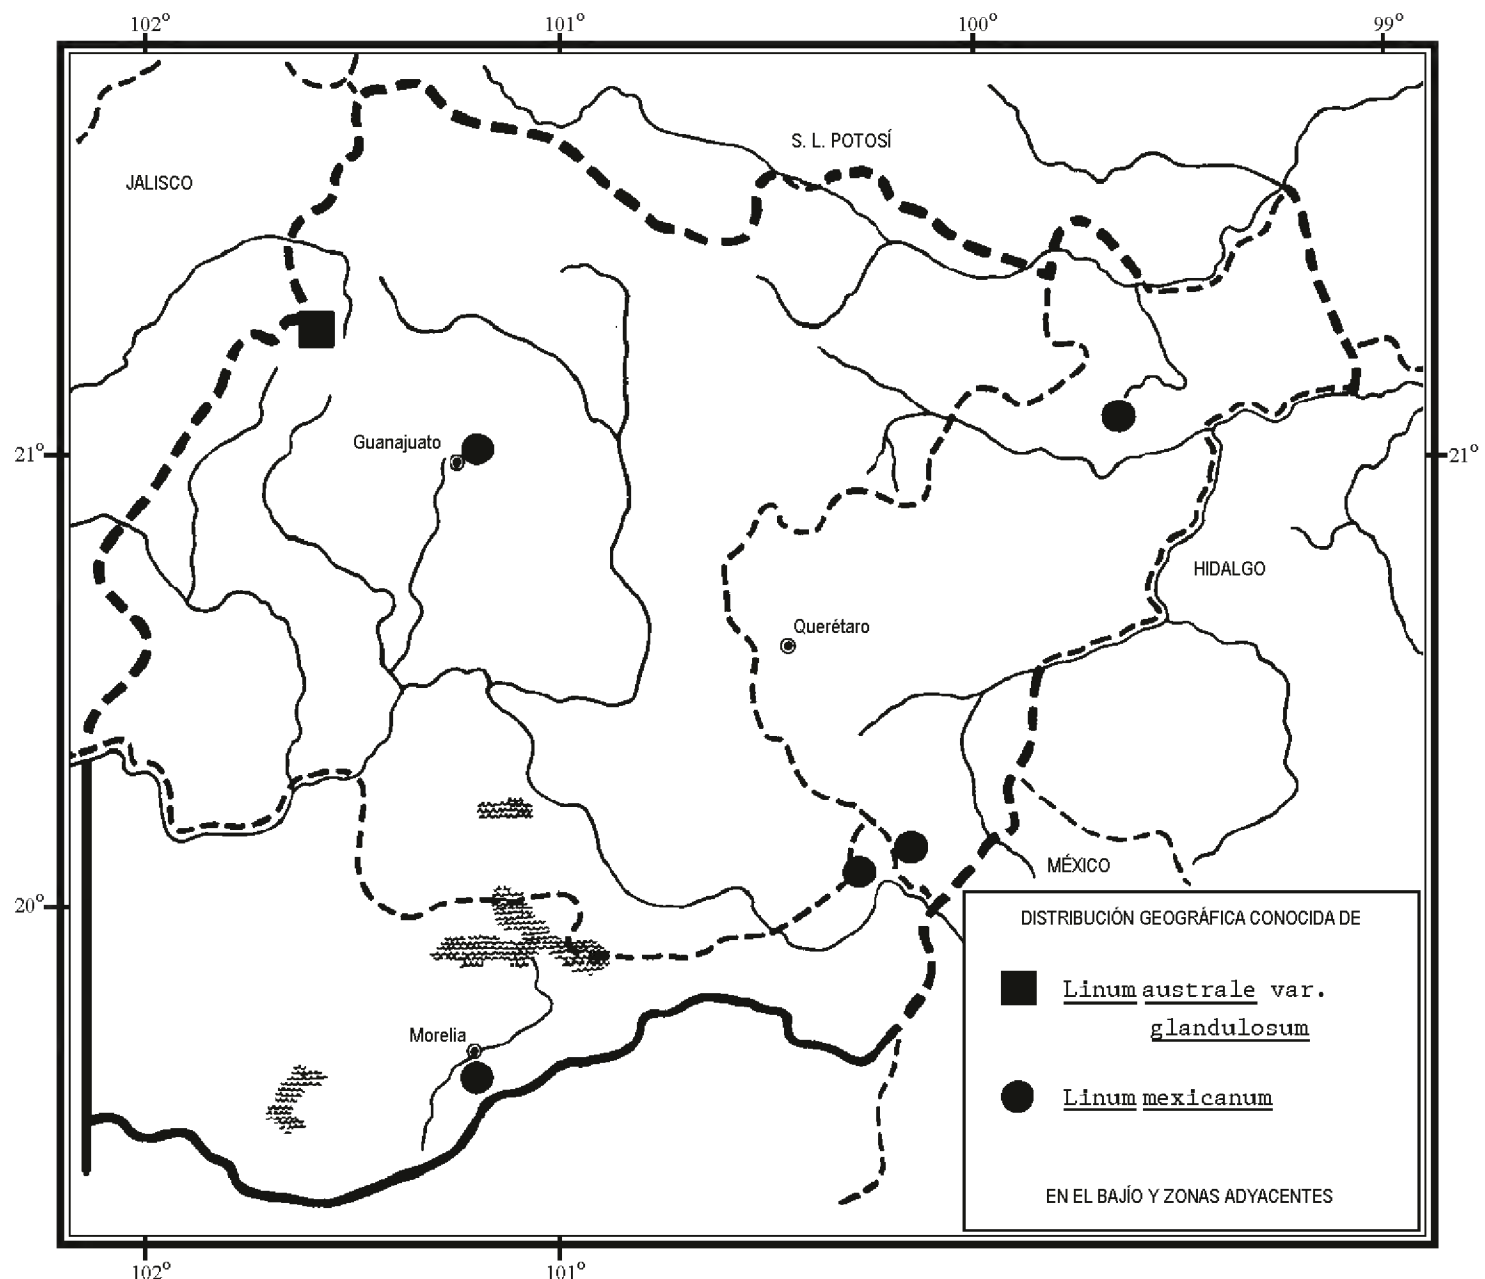 102° 101° 100° 99°
S. L. POTOSÍ
JALISCO
Guanajuato
21° 21°
HIDALGO
Querétaro
MÉXICO
20°
DISTRIBUCIÓN GEOGRÁFICA CONOCIDA DE
Linum australe var.
glandulosum
Morelia
Linum mexicanum
EN EL BAJÍO Y ZONAS ADYACENTES
102° 101°